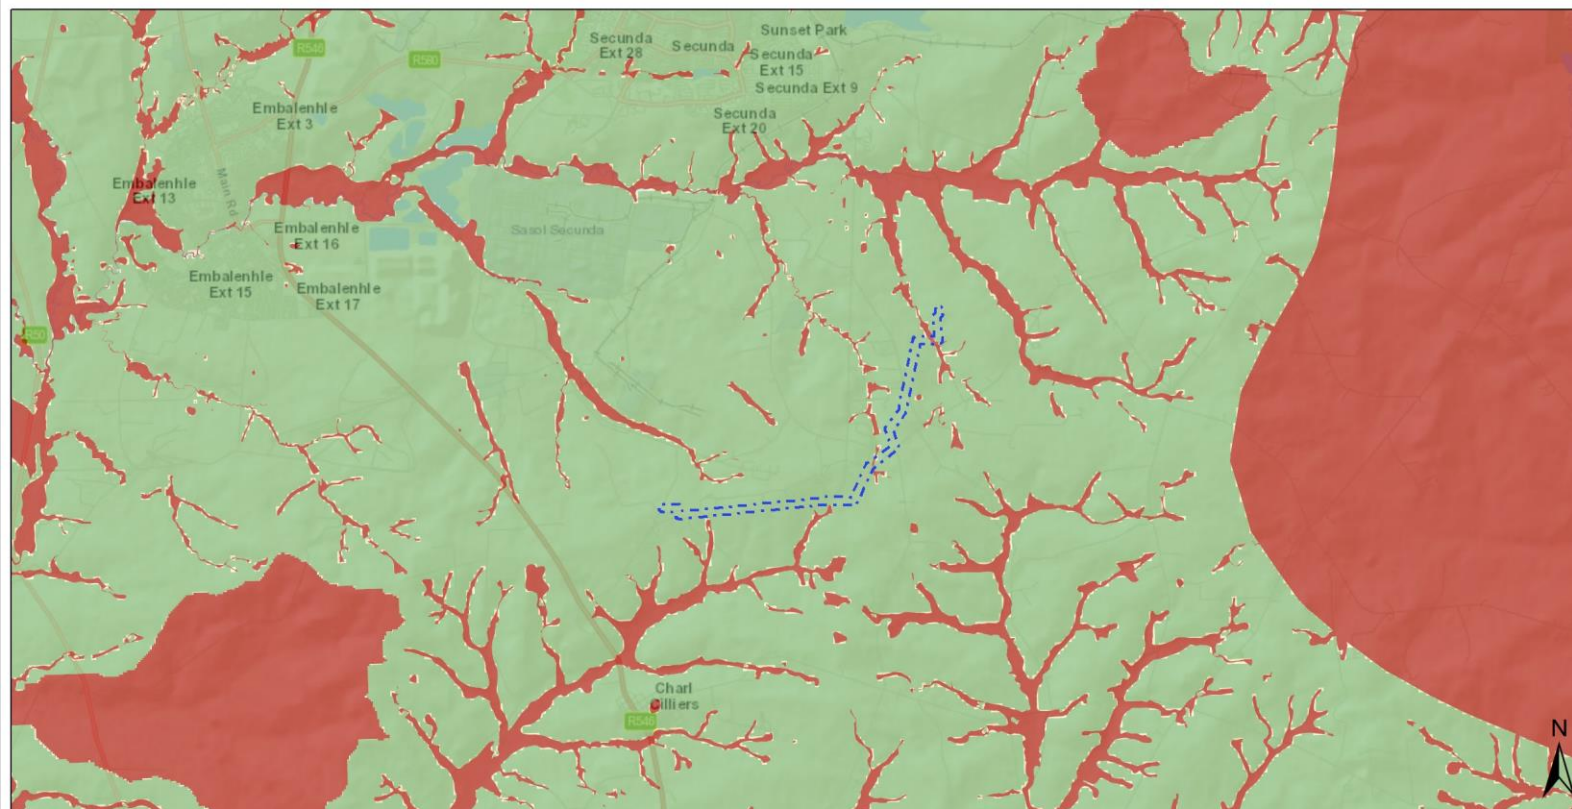 Sunset Park
Secunda
Ext 28
Secunda
R546
R580
Secunda
Ext 15
Secunda Ext 9
Embalenhle
Ext 3
Secunda
Ext 20
Embalenhle
Ext 13
Main Rd
Embalenhle
Ext 16
Sasol Secunda
Embalenhle
Ext 15
Embalenhle
Ext 17
R50
Charl
Cilliers
R546
N